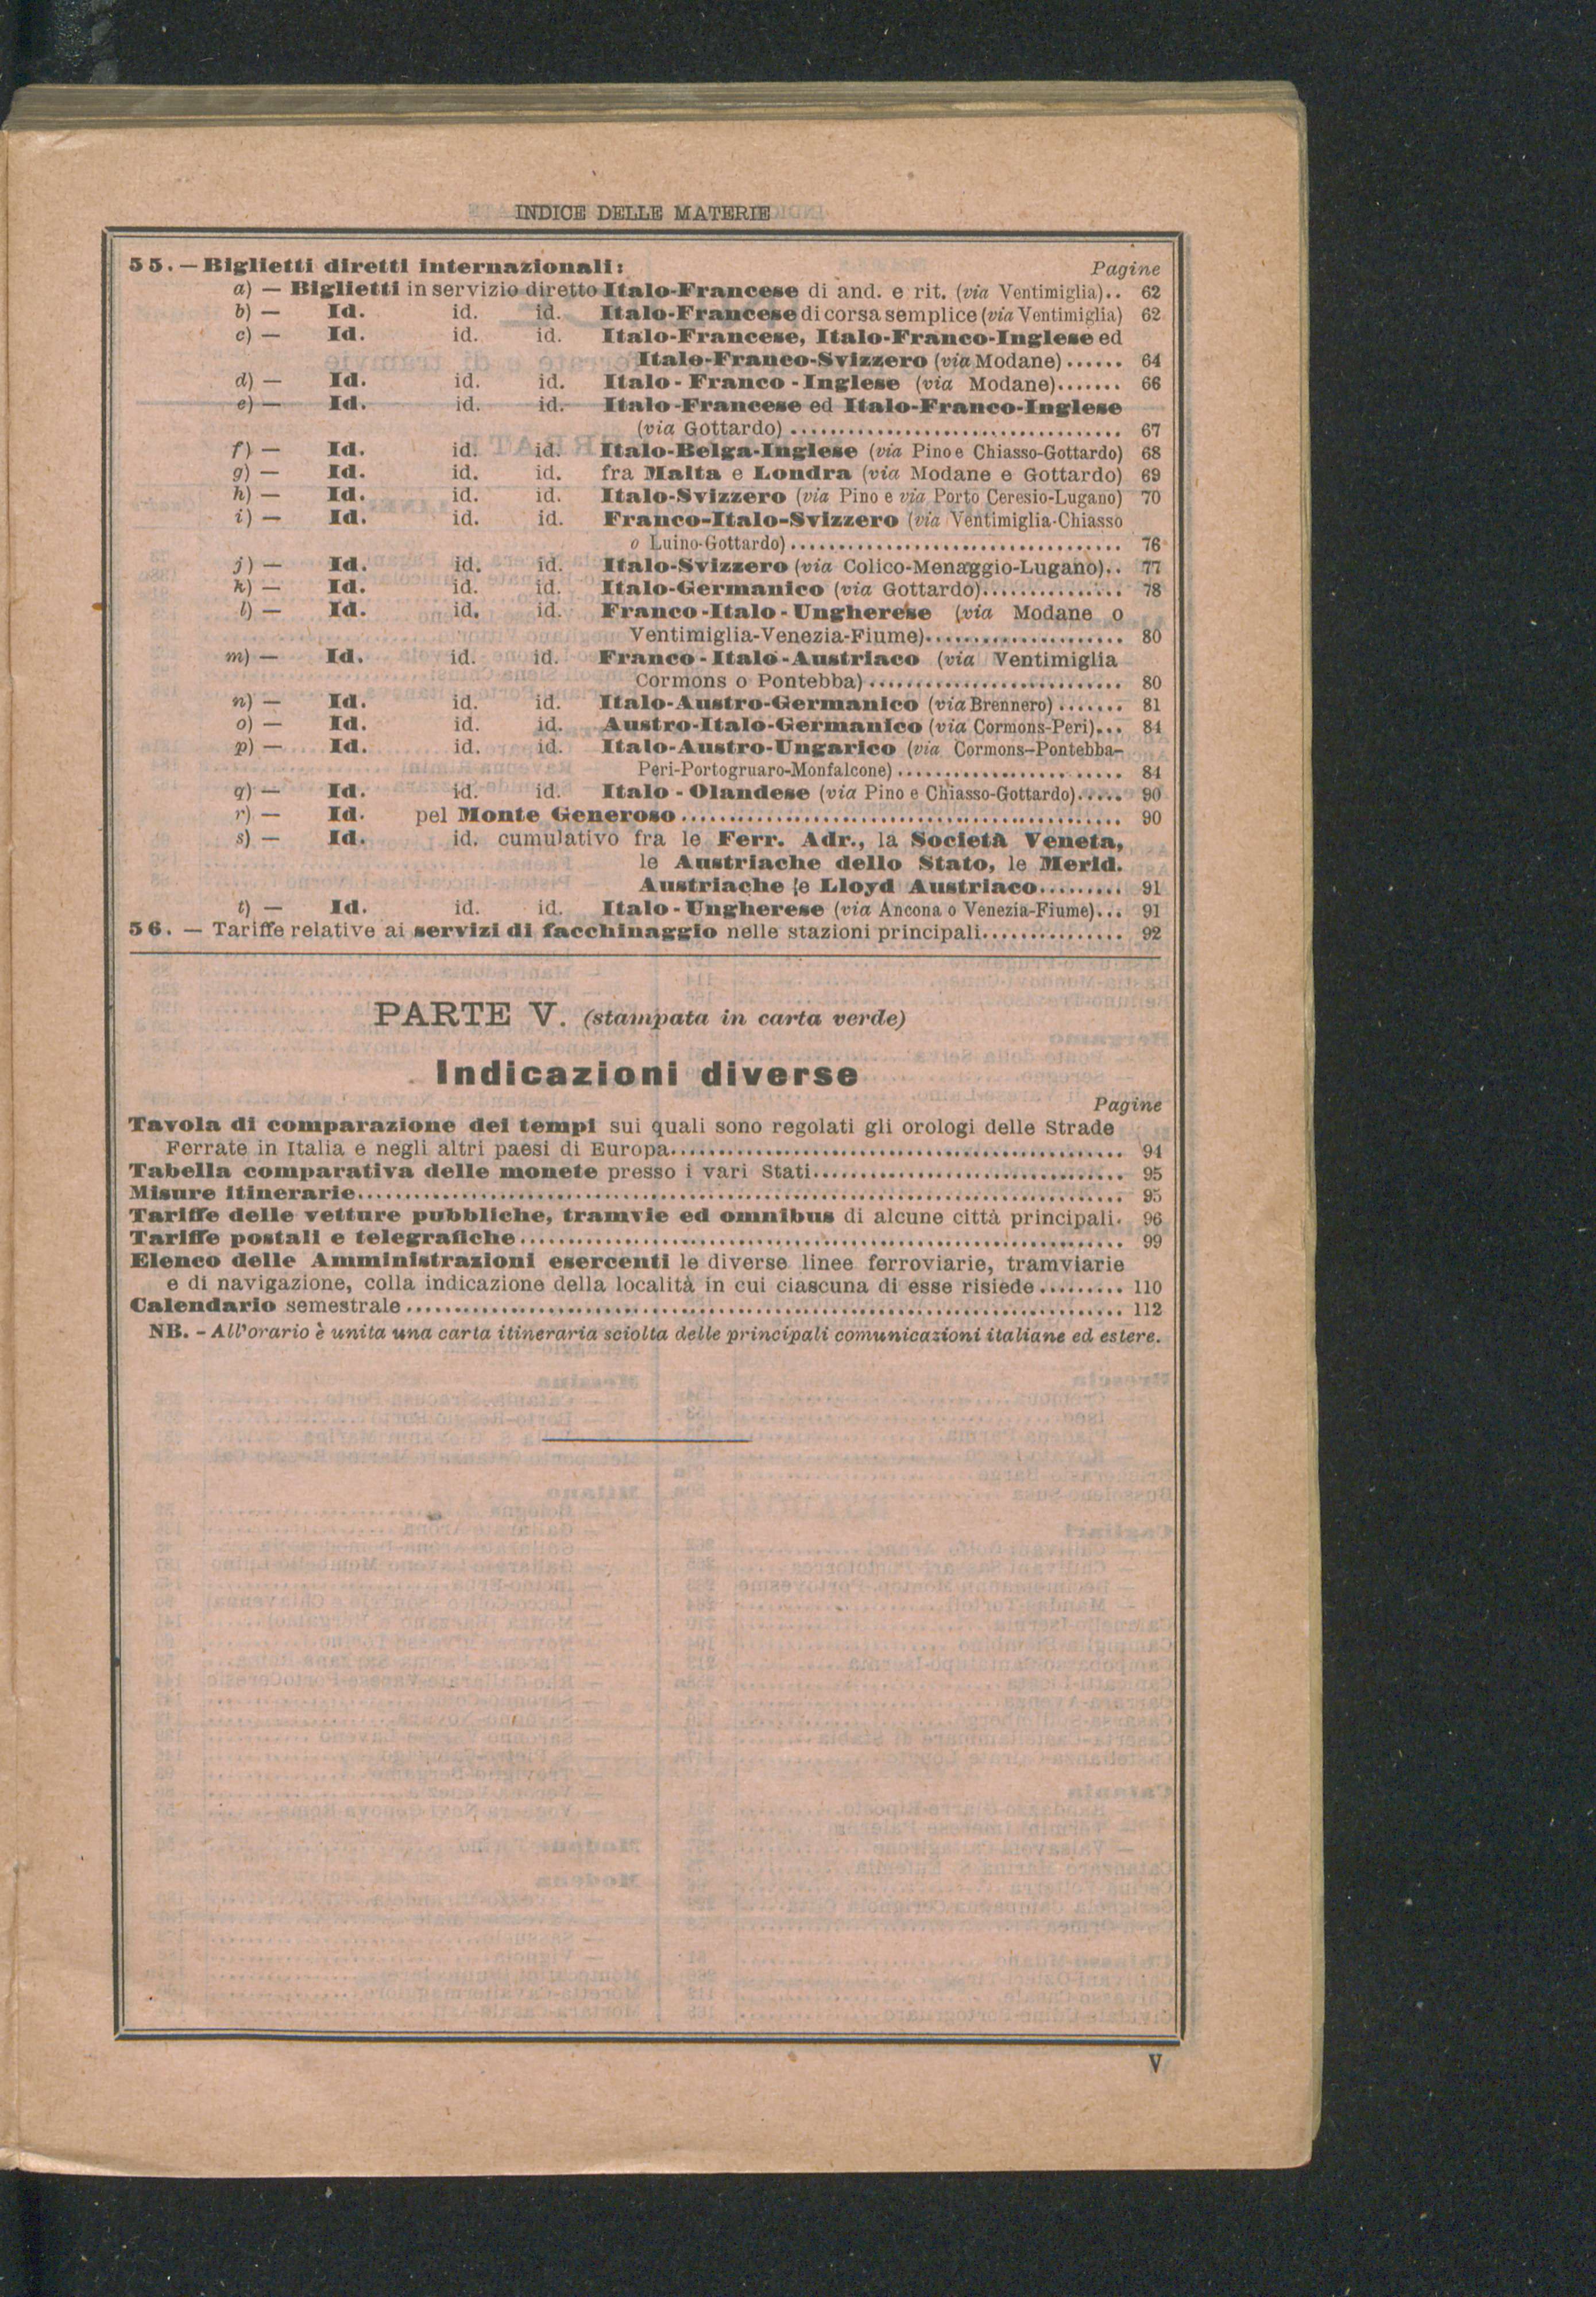 INDICE DELLE MATERIE
55. — Biglietti diretti internazionali: Pagine
a) — Biglietti in servizio diretto Italo-Francese di and. e rit. (via Ventimiglia).. 62
b) — Id. id. id. Italo-Francese di corsa semplice (via Ventimiglia) 62
c) — Id. id. id. Italo-Francese, Italo-Franco-Inglese ed
Italo-Franco-Svizzero (via Modane)...... 64
d) — Id. id. id. Italo-Franco-Inglese (via Modane)....... 66
e) — Id. id. id. Italo-Francese ed Italo-Franco-Inglese
(via Gottardo).................................. 67
f) — Id. id. id. Italo-Belga-Inglese (via Pino e Chiasso-Gottardo) 68
g) — Id. id. id. fra Malta e Londra (via Modane e Gottardo) 69
h) — Id. id. id. Italo-Svizzero (via Pino e via Porto Ceresio-Lugano) 70
i) — Id. id. id. Franco-Italo-Svizzero (via Ventimiglia-Chiasso
o Luino-Gottardo).................................. 76
j) — Id. id. id. Italo-Svizzero (via Colico-Menaggio-Lugano).. 77
k) — Id. id. id. Italo-Germanico (via Gottardo)............... 78
l) — Id. id. id. Franco-Italo-Ungherese (via Modane o
Ventimiglia-Venezia-Fiume)..................... 80
m) — Id. id. id. Franco-Italo-Austriaco (via Ventimiglia
Cormons o Pontebba)........................... 80
n) — Id. id. id. Italo-Austro-Germanico (via Brennero)....... 81
o) — Id. id. id. Austro-Italo-Germanico (via Cormons-Peri)... 84
p) — Id. id. id. Italo-Austro-Ungarico (via Cormons-Pontebba-
Peri-Portogruaro-Monfalcone)........................ 84
q) — Id. id. id. Italo-Olandese (via Pino e Chiasso-Gottardo)..... 90
r) — Id. pel Monte Generoso.............................................. 90
s) — Id. id. cumulativo fra le Ferr. Adr., la Società Veneta,
le Austriache dello Stato, le Merid.
Austriache e Lloyd Austriaco......... 91
t) — Id. id. id. Italo-Ungherese (via Ancona o Venezia-Fiume)... 91
56. — Tariffe relative ai servizi di facchinaggio nelle stazioni principali............... 92
PARTE V. (stampata in carta verde)
Indicazioni diverse
Pagine
Tavola di comparazione dei tempi sui quali sono regolati gli orologi delle Strade
Ferrate in Italia e negli altri paesi di Europa............................................... 94
Tabella comparativa delle monete presso i vari Stati................................ 95
Misure itinerarie................................................................................ 95
Tariffe delle vetture pubbliche, tramvie ed omnibus di alcune città principali. 96
Tariffe postali e telegrafiche............................................................... 99
Elenco delle Amministrazioni esercenti le diverse linee ferroviarie, tramviarie
e di navigazione, colla indicazione della località in cui ciascuna di esse risiede......... 110
Calendario semestrale........................................................................... 112
NB. - All'orario è unita una carta itineraria sciolta delle principali comunicazioni italiane ed estere.
V